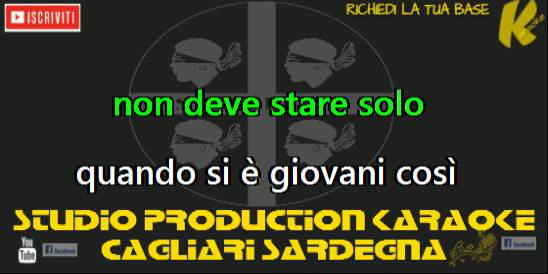 ISCRIVITI
RICHIEDI LA TUA BASE
Karaoke
non deve stare solo
quando si è giovani così
STUDIO PRODUCTION KARAOKE
CAGLIARI SARDEGNA
You
Tube
facebook
facebook